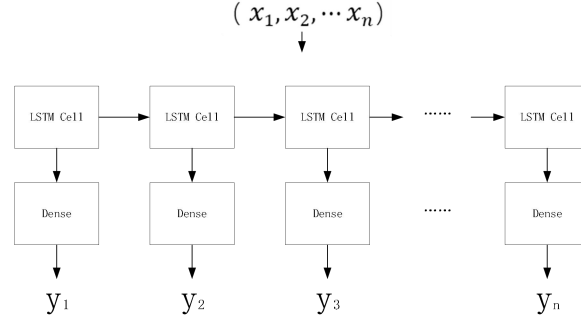 ( x₁, x₂, ⋯ xₙ)
LSTM Cell LSTM Cell LSTM Cell ...... LSTM Cell
Dense Dense Dense ...... Dense
y₁ y₂ y₃ yₙ